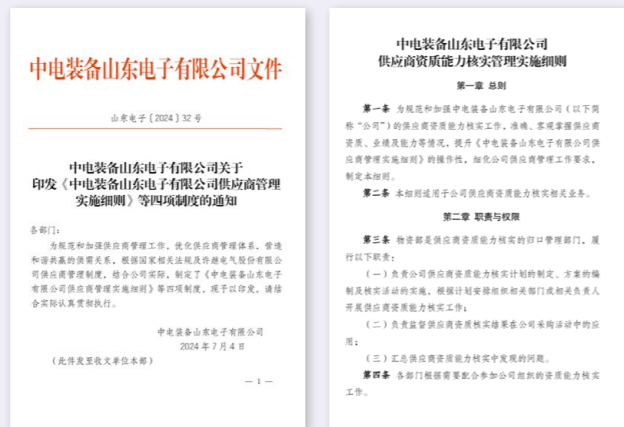 中电装备山东电子有限公司文件
山东电子〔2024〕32号
中电装备山东电子有限公司关于
印发《中电装备山东电子有限公司供应商管理
实施细则》等四项制度的通知
各部门：
为规范和加强供应商管理工作，优化供应商管理体系，营造
和谐共赢的供需关系，根据国家相关法规及许继电气股份有限公
司供应商管理制度，结合公司实际，制定了《中电装备山东电子
有限公司供应商管理实施细则》等四项制度，现予以印发，请结
合实际认真贯彻执行。
中电装备山东电子有限公司
2024年7月4日
（此件发至收文单位本部）
— 1 —
中电装备山东电子有限公司
供应商资质能力核实管理实施细则
第一章 总则
第一条 为规范和加强中电装备山东电子有限公司（以下简
称“公司”）的供应商资质能力核实工作，准确、客观掌握供应商
资质、业绩及能力等情况，提升《中电装备山东电子有限公司供
应商管理实施细则》的操作性，细化公司供应商管理工作要求，
制定本细则。
第二条 本细则适用于公司供应商资质能力核实相关业务。
第二章 职责与权限
第三条 物资部是供应商资质能力核实的归口管理部门，履
行以下职责：
（一）负责公司供应商资质能力核实计划的制定、方案的编
制及核实活动的实施，根据计划安排组织相关部门或相关负责人
开展供应商资质能力核实工作；
（二）负责监督供应商资质核实结果在公司采购活动中的应
用；
（三）汇总供应商资质能力核实中发现的问题。
第四条 各部门根据需要配合参加公司组织的资质能力核实
工作。